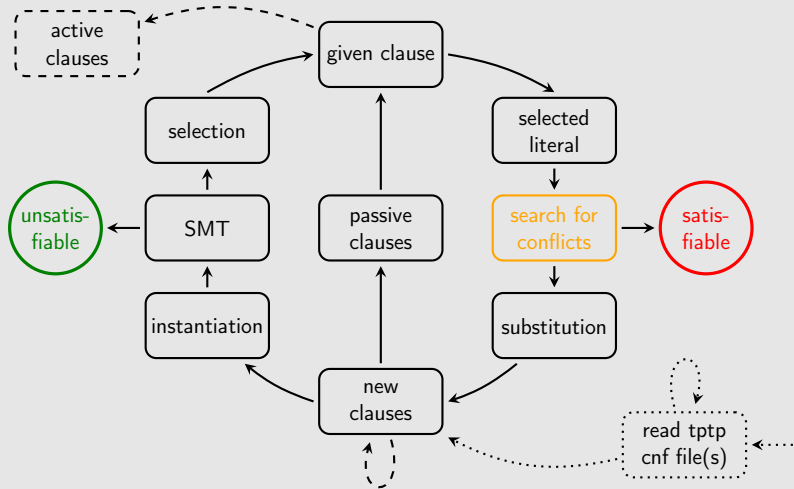 active
clauses
given clause
selection
selected
literal
unsatis-
fiable
SMT
passive
clauses
search for
conflicts
satis-
fiable
instantiation
substitution
new
clauses
read tptp
cnf file(s)